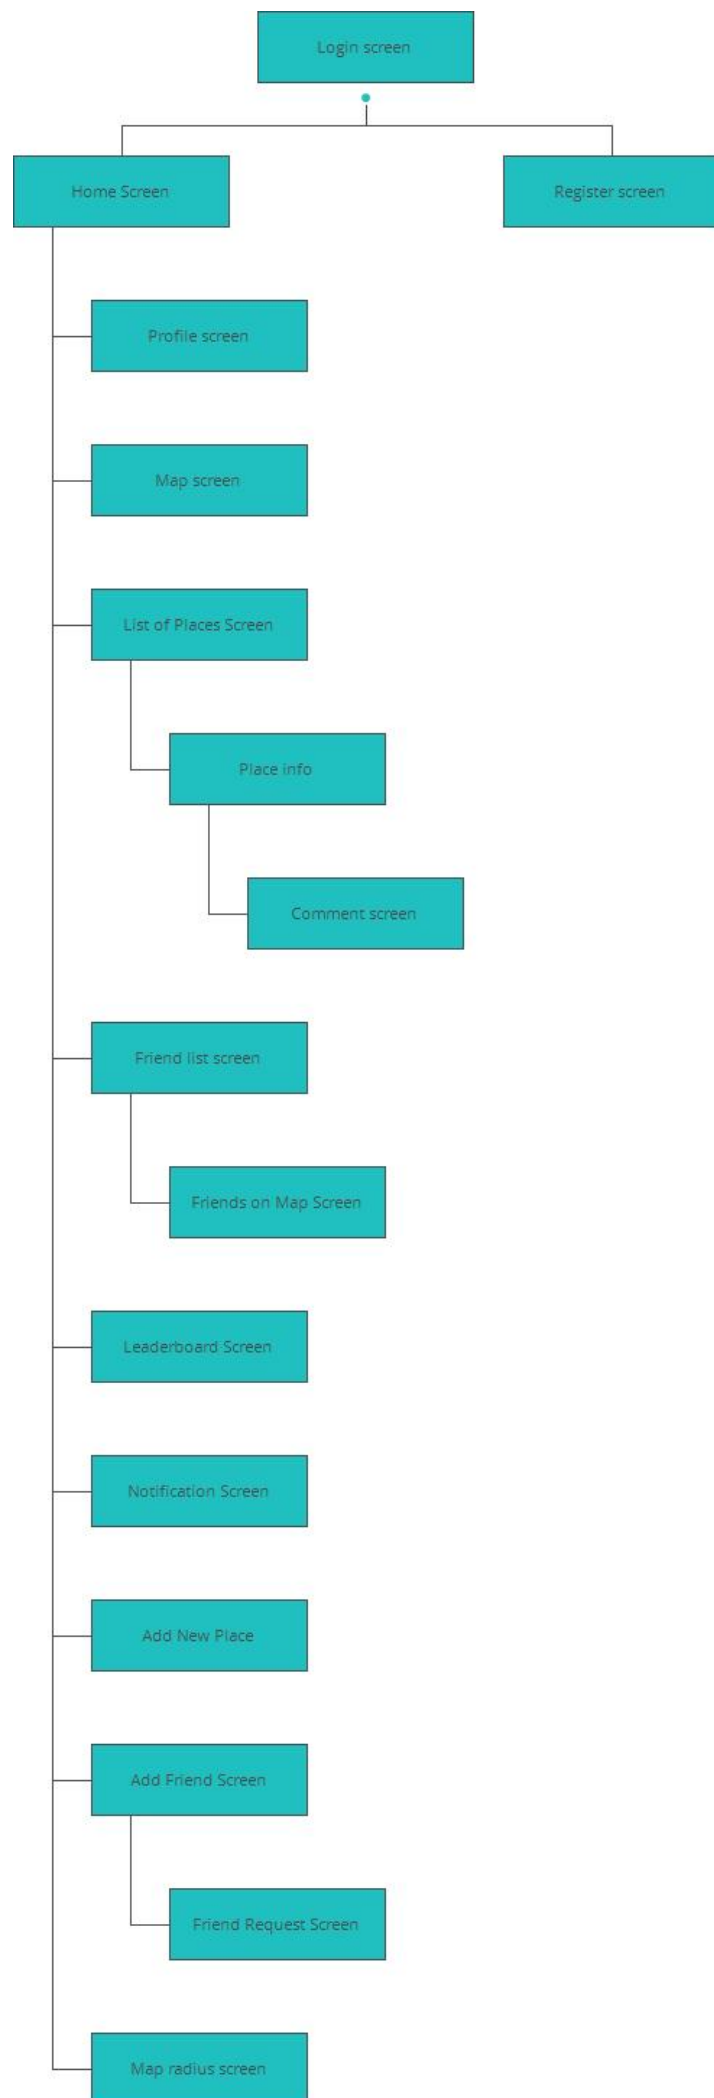 Login screen
Home Screen
Register screen
Profile screen
Map screen
List of Places Screen
Place info
Comment screen
Friend list screen
Friends on Map Screen
Leaderboard Screen
Notification Screen
Add New Place
Add Friend Screen
Friend Request Screen
Map radius screen